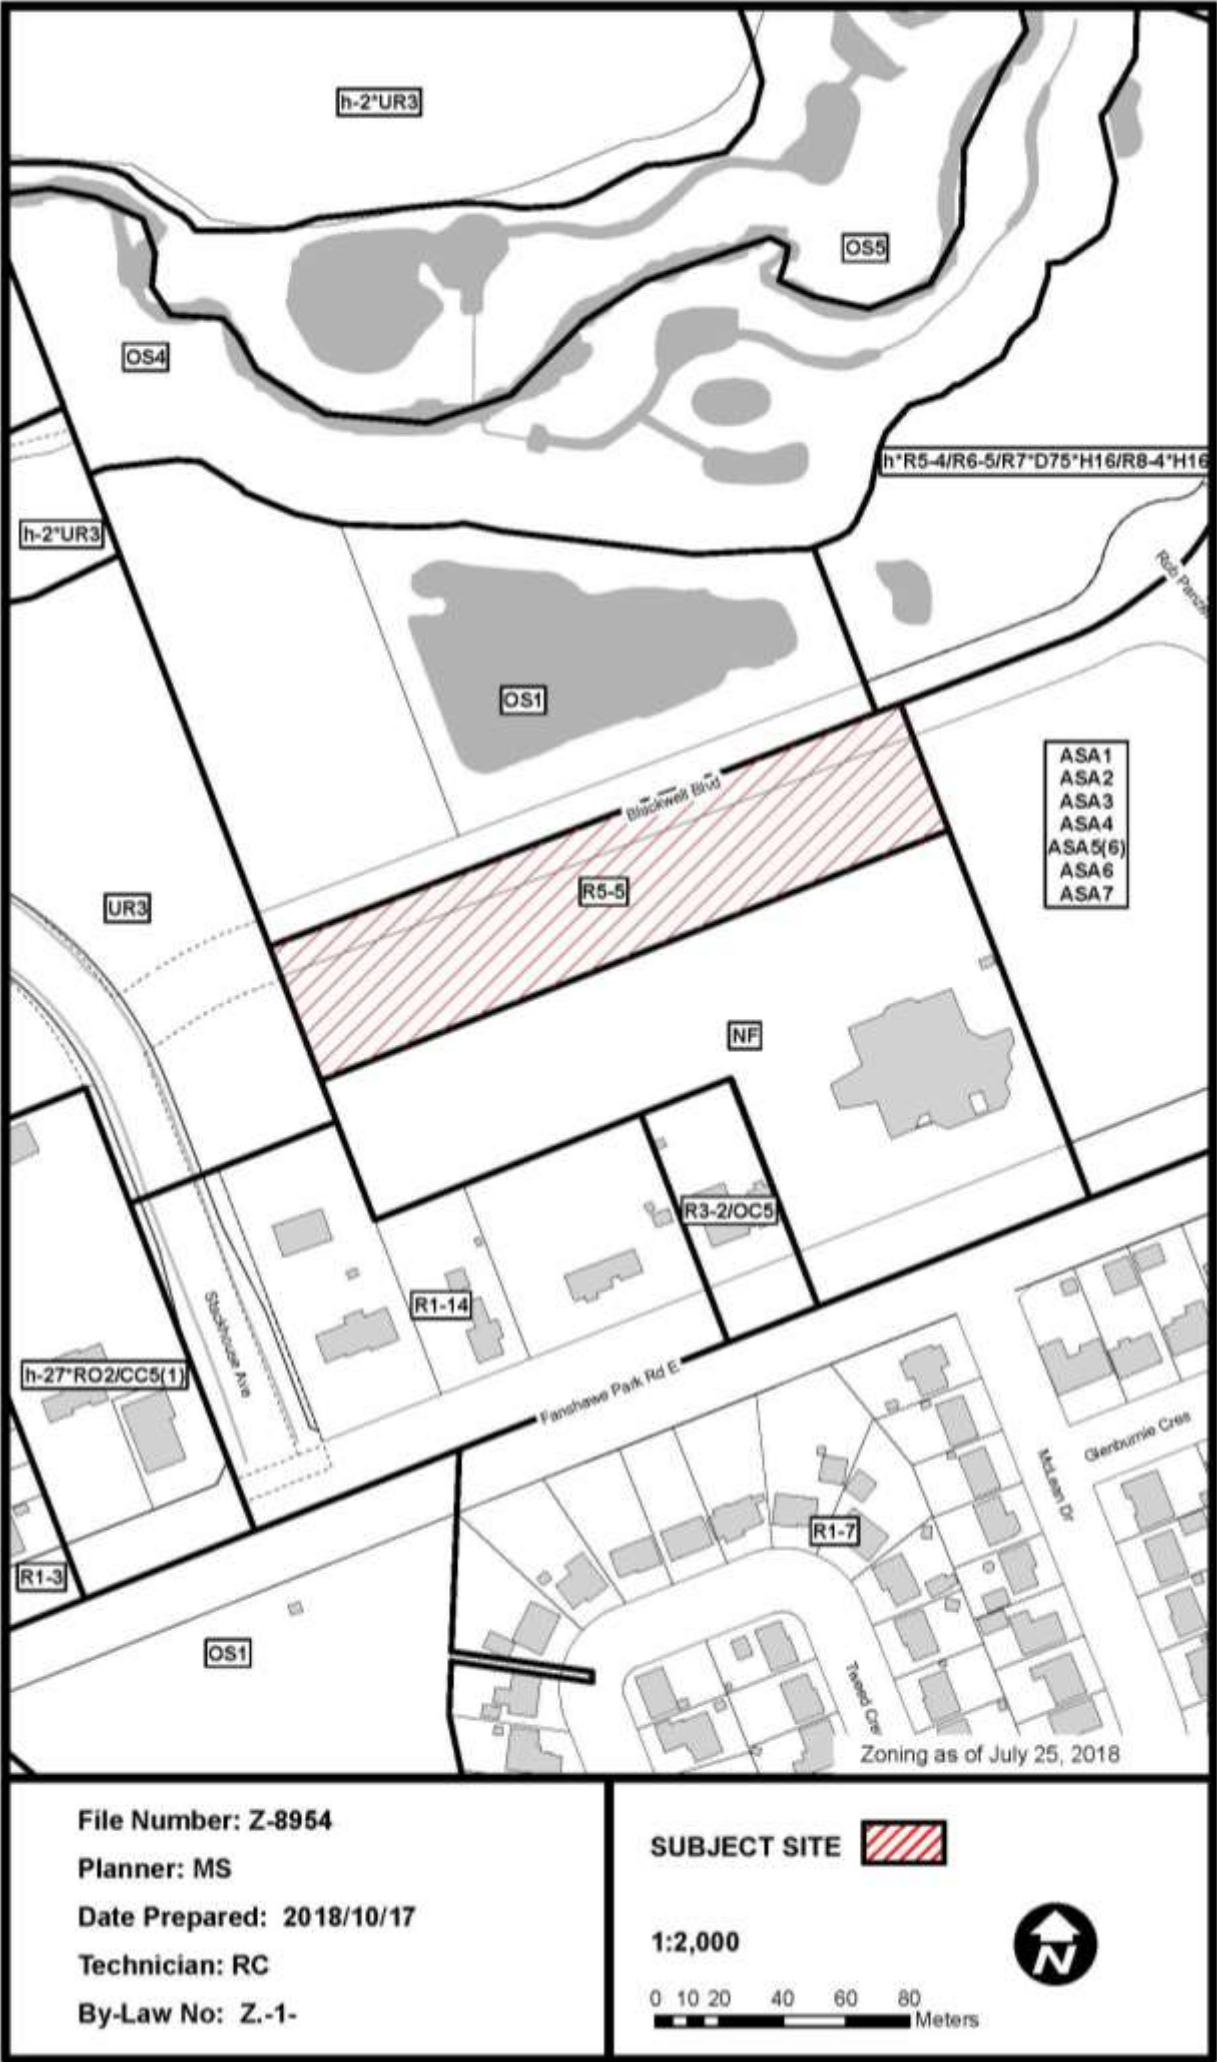 h-2*UR3
OS5
OS4
h*R5-4/R6-5/R7*D75*H16/R8-4*H16
h-2*UR3
Rob Panze
OS1
ASA1
ASA2
ASA3
ASA4
ASA5(6)
ASA6
ASA7
Blackwell Blvd
R5-5
UR3
NF
R3-2/OC5
R1-14
Stackhouse Ave
h-27*RO2/CC5(1)
Fanshawe Park Rd E
Glenburnie Cres
McLean Dr
R1-7
R1-3
OS1
Tweed Cre
Zoning as of July 25, 2018
File Number: Z-8954
Planner: MS
Date Prepared: 2018/10/17
Technician: RC
By-Law No: Z.-1-
SUBJECT SITE
1:2,000
N
0 10 20 40 60 80
Meters